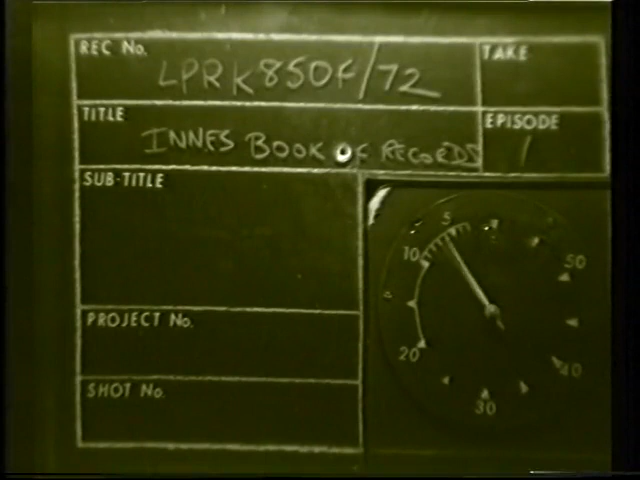 REC No. TAKE
LPRK850F/72
TITLE EPISODE
INNES BOOK OF RECORDS 1
SUB-TITLE
PROJECT No.
SHOT No.
5
10
50
20
40
30